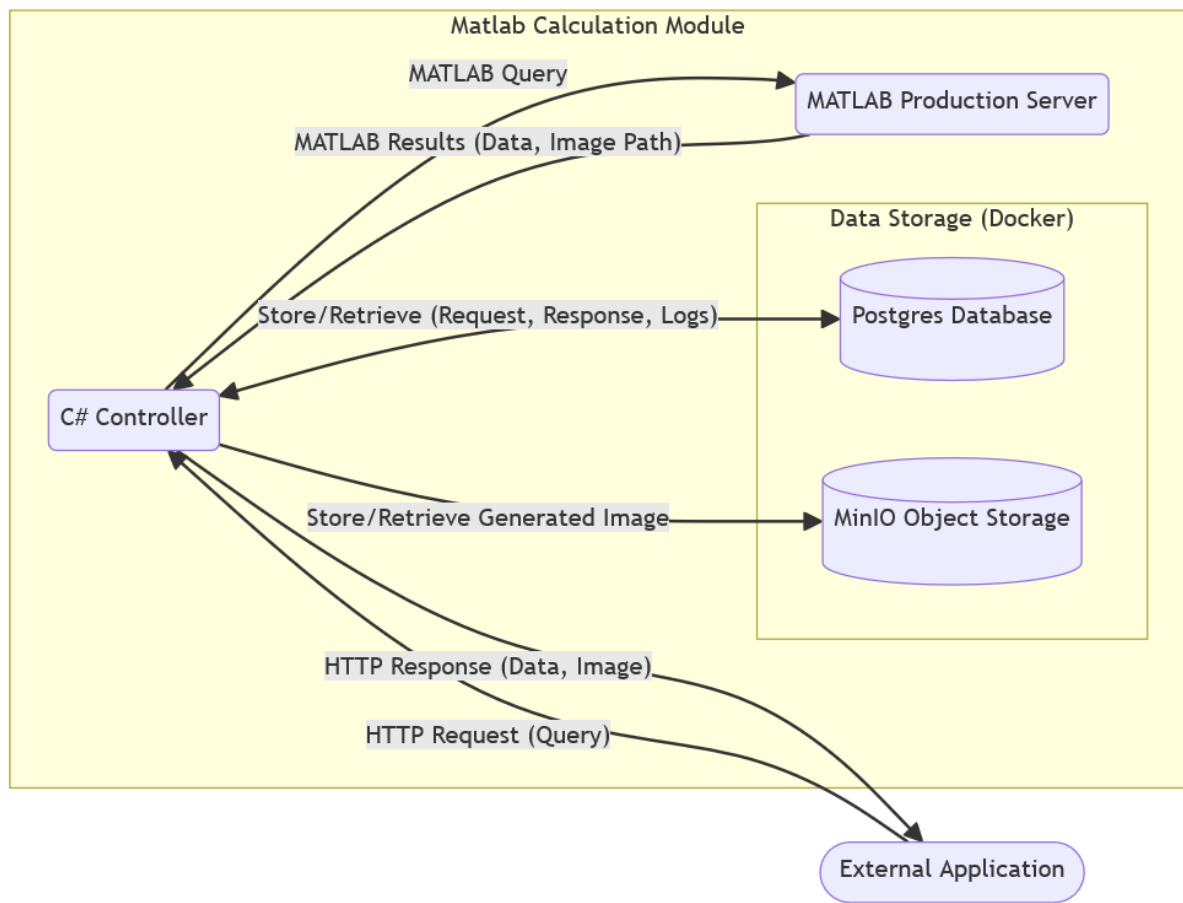 Matlab Calculation Module
MATLAB Query
MATLAB Production Server
MATLAB Results (Data, Image Path)
Data Storage (Docker)
Store/Retrieve (Request, Response, Logs)
Postgres Database
C# Controller
Store/Retrieve Generated Image
MinIO Object Storage
HTTP Response (Data, Image)
HTTP Request (Query)
External Application